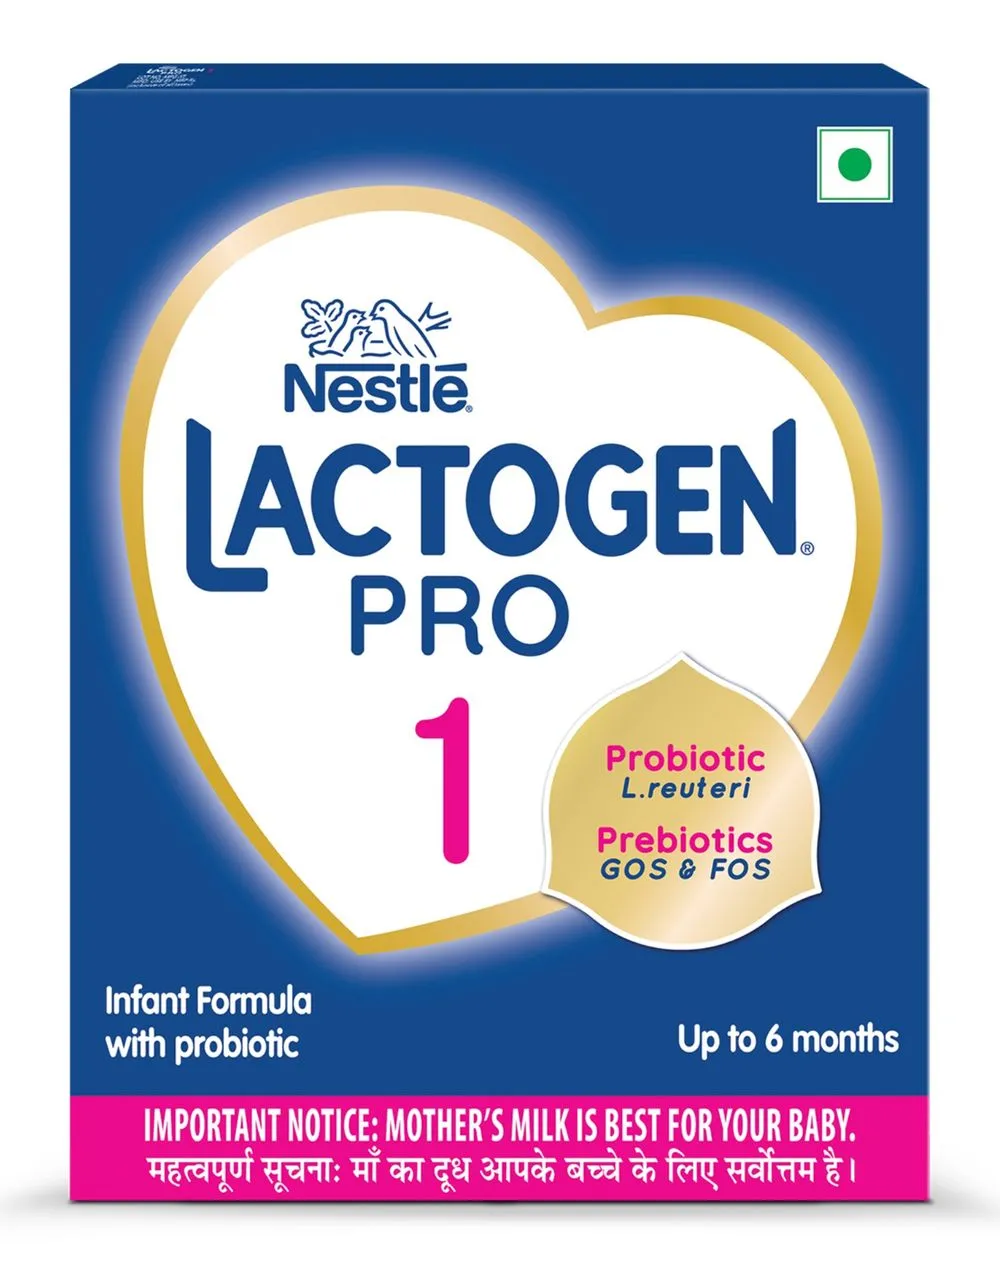 Nestlé®
LACTOGEN®
PRO
1
Probiotic
L.reuteri
Prebiotics
GOS & FOS
Infant Formula
with probiotic
Up to 6 months
IMPORTANT NOTICE: MOTHER'S MILK IS BEST FOR YOUR BABY.
महत्वपूर्ण सूचना: माँ का दूध आपके बच्चे के लिए सर्वोत्तम है।